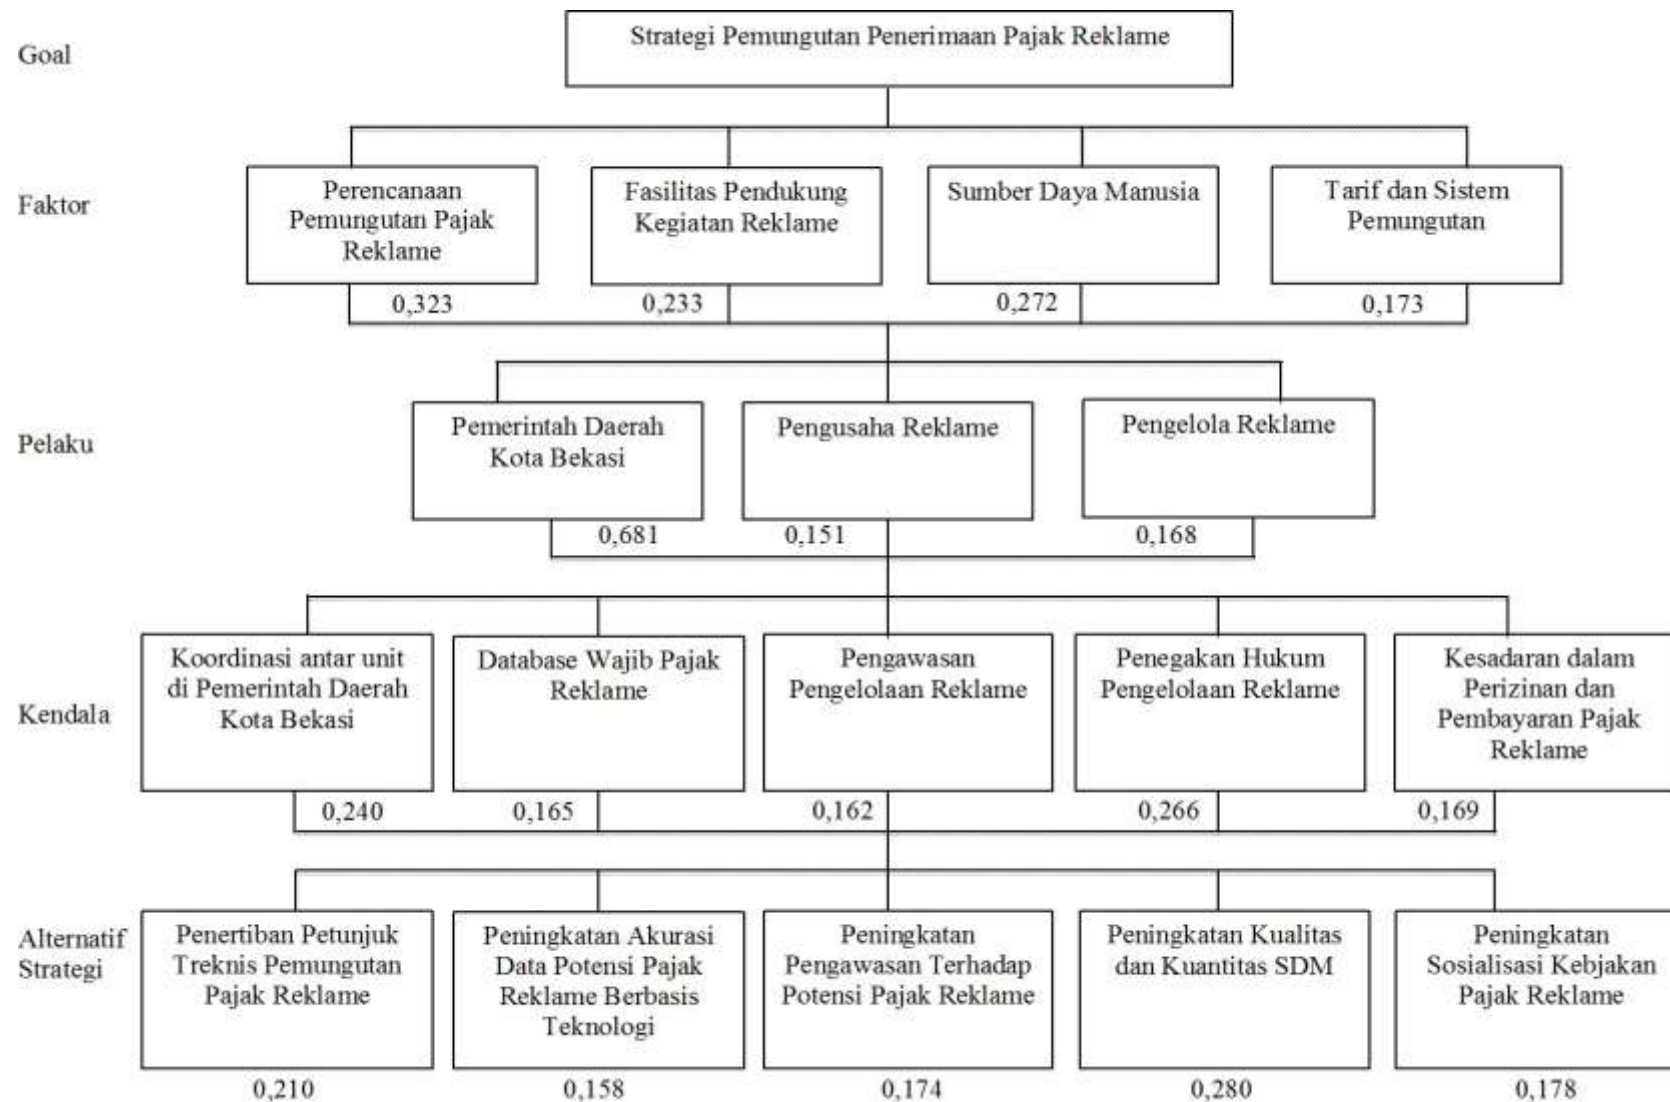 Goal
Strategi Pemungutan Penerimaan Pajak Reklame
Faktor
Perencanaan
Pemungutan Pajak
Reklame
0,323
Fasilitas Pendukung
Kegiatan Reklame
0,233
Sumber Daya Manusia
0,272
Tarif dan Sistem
Pemungutan
0,173
Pelaku
Pemerintah Daerah
Kota Bekasi
0,681
Pengusaha Reklame
0,151
Pengelola Reklame
0,168
Kendala
Koordinasi antar unit
di Pemerintah Daerah
Kota Bekasi
0,240
Database Wajib Pajak
Reklame
0,165
Pengawasan
Pengelolaan Reklame
0,162
Penegakan Hukum
Pengelolaan Reklame
0,266
Kesadaran dalam
Perizinan dan
Pembayaran Pajak
Reklame
0,169
Alternatif
Strategi
Penertiban Petunjuk
Treknis Pemungutan
Pajak Reklame
0,210
Peningkatan Akurasi
Data Potensi Pajak
Reklame Berbasis
Teknologi
0,158
Peningkatan
Pengawasan Terhadap
Potensi Pajak Reklame
0,174
Peningkatan Kualitas
dan Kuantitas SDM
0,280
Peningkatan
Sosialisasi Kebjakan
Pajak Reklame
0,178